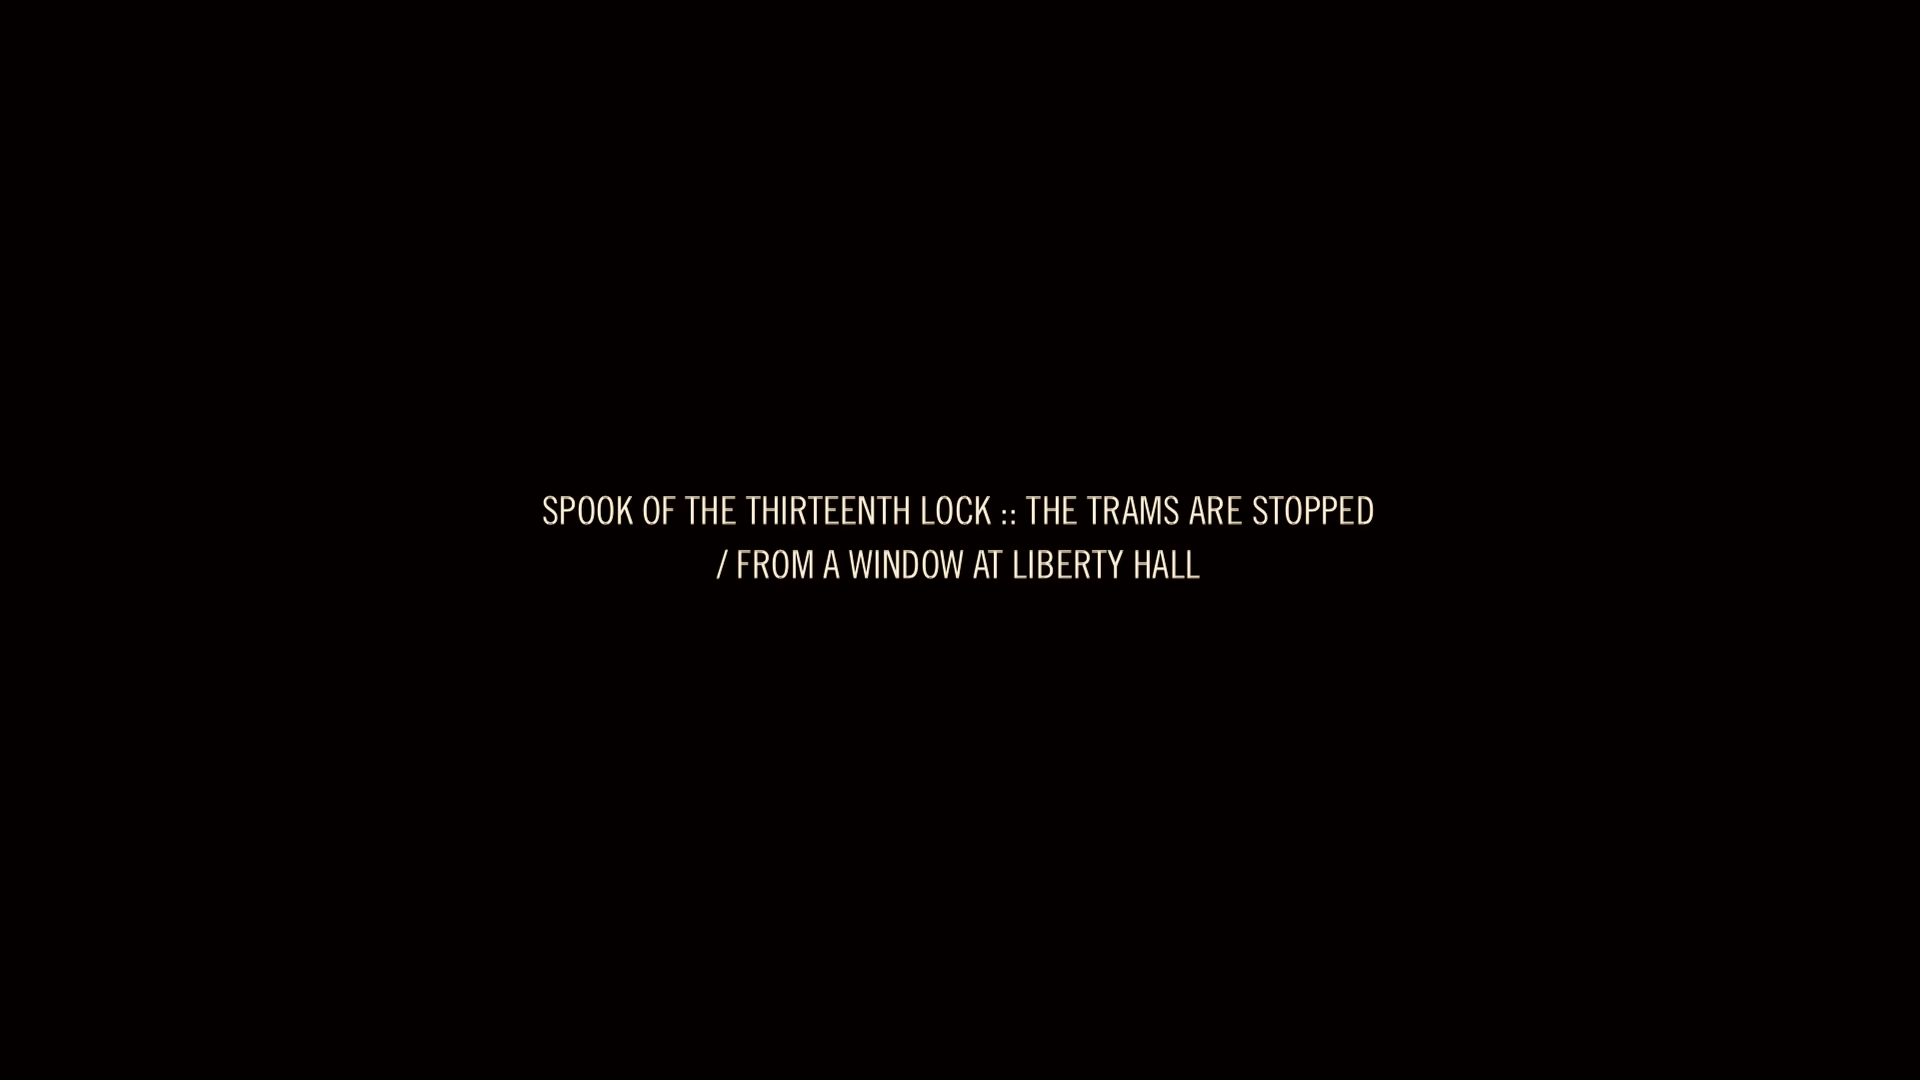 SPOOK OF THE THIRTEENTH LOCK :: THE TRAMS ARE STOPPED
/ FROM A WINDOW AT LIBERTY HALL